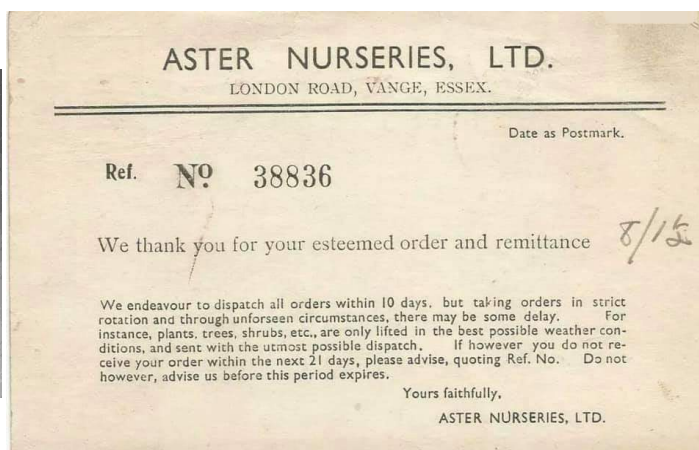 ASTER NURSERIES, LTD.
LONDON ROAD, VANGE, ESSEX.
Date as Postmark.
Ref. Nº 38836
We thank you for your esteemed order and remittance
We endeavour to dispatch all orders within 10 days. but taking orders in strict
rotation and through unforseen circumstances, there may be some delay. For
instance, plants, trees, shrubs, etc., are only lifted in the best possible weather con-
ditions, and sent with the utmost possible dispatch. If however you do not re-
ceive your order within the next 21 days, please advise, quoting Ref. No. Do not
however, advise us before this period expires.
Yours faithfully,
ASTER NURSERIES, LTD.